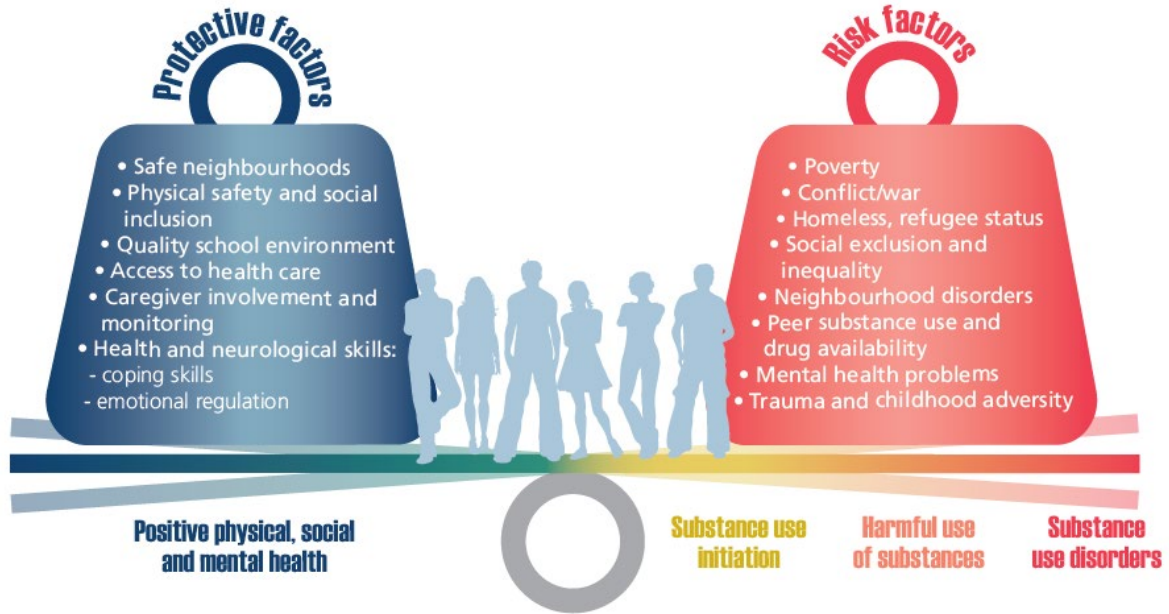 Protective factors
• Safe neighbourhoods
• Physical safety and social
inclusion
• Quality school environment
• Access to health care
• Caregiver involvement and
monitoring
• Health and neurological skills:
- coping skills
- emotional regulation
Risk factors
• Poverty
• Conflict/war
• Homeless, refugee status
• Social exclusion and
inequality
• Neighbourhood disorders
• Peer substance use and
drug availability
• Mental health problems
• Trauma and childhood adversity
Positive physical, social
and mental health
Substance use
initiation
Harmful use
of substances
Substance
use disorders